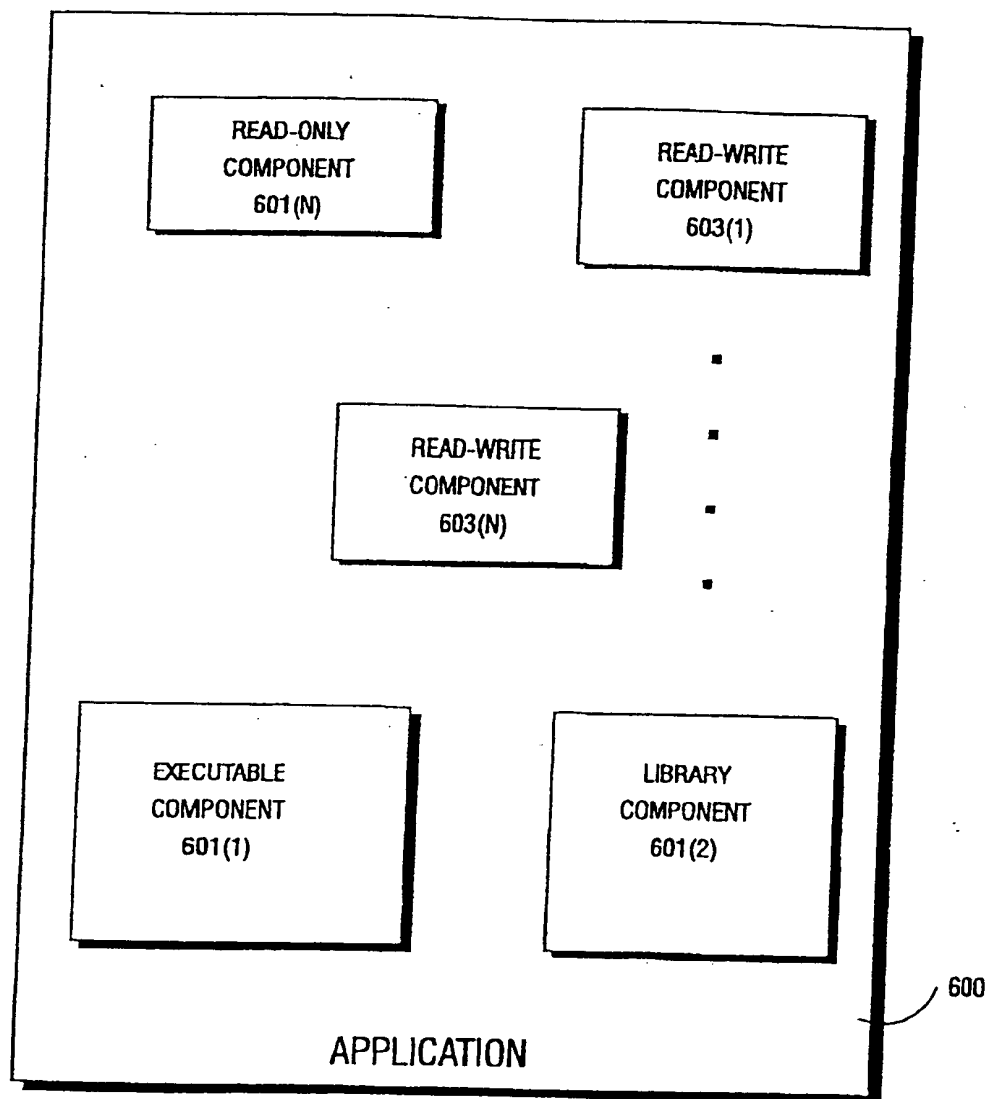 READ-ONLY
COMPONENT
601(N)
READ-WRITE
COMPONENT
603(1)
READ-WRITE
COMPONENT
603(N)
EXECUTABLE
COMPONENT
601(1)
LIBRARY
COMPONENT
601(2)
600
APPLICATION